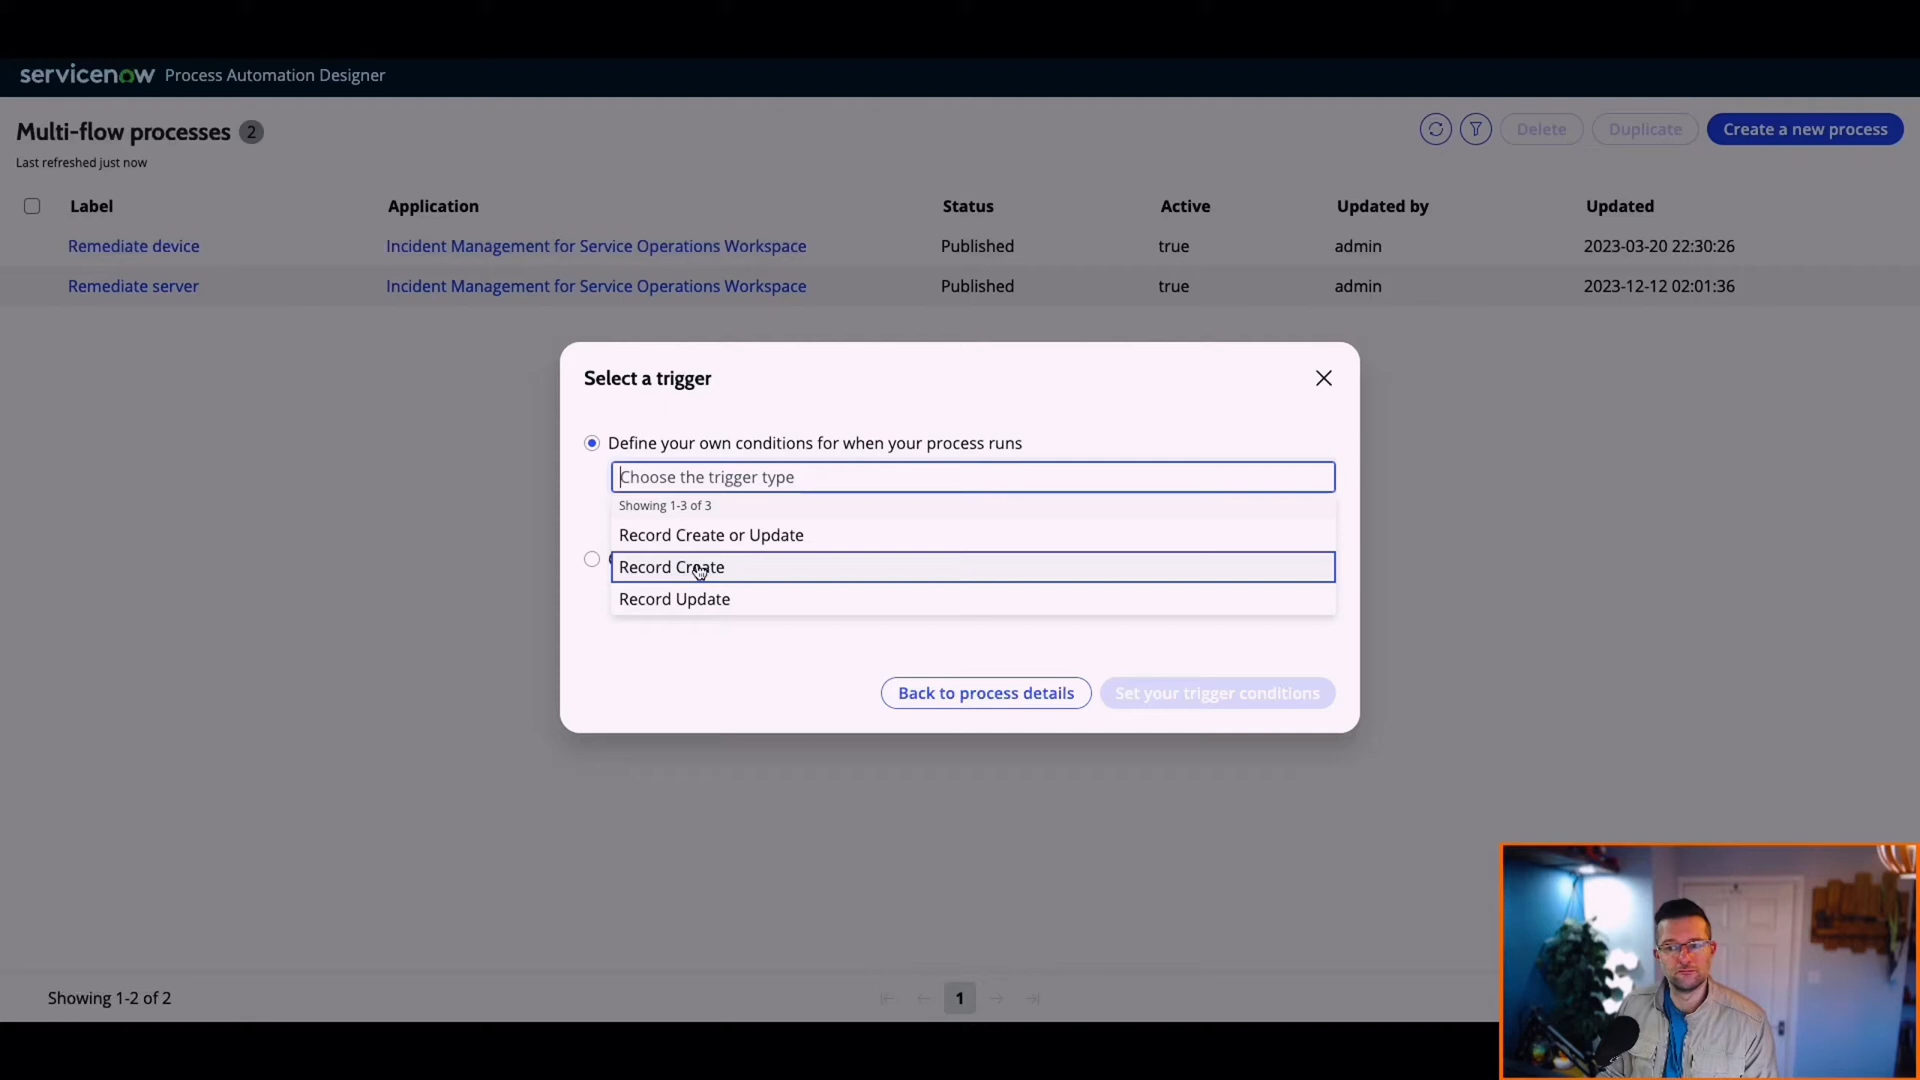 servicenow Process Automation Designer
Multi-flow processes 2
Last refreshed just now
Delete
Duplicate
Create a new process
Label Application Status Active Updated by Updated
Remediate device Incident Management for Service Operations Workspace Published true admin 2023-03-20 22:30:26
Remediate server Incident Management for Service Operations Workspace Published true admin 2023-12-12 02:01:36
Select a trigger
Define your own conditions for when your process runs
Choose the trigger type
Showing 1-3 of 3
Record Create or Update
Record Create
Record Update
Back to process details
Set your trigger conditions
Showing 1-2 of 2
1